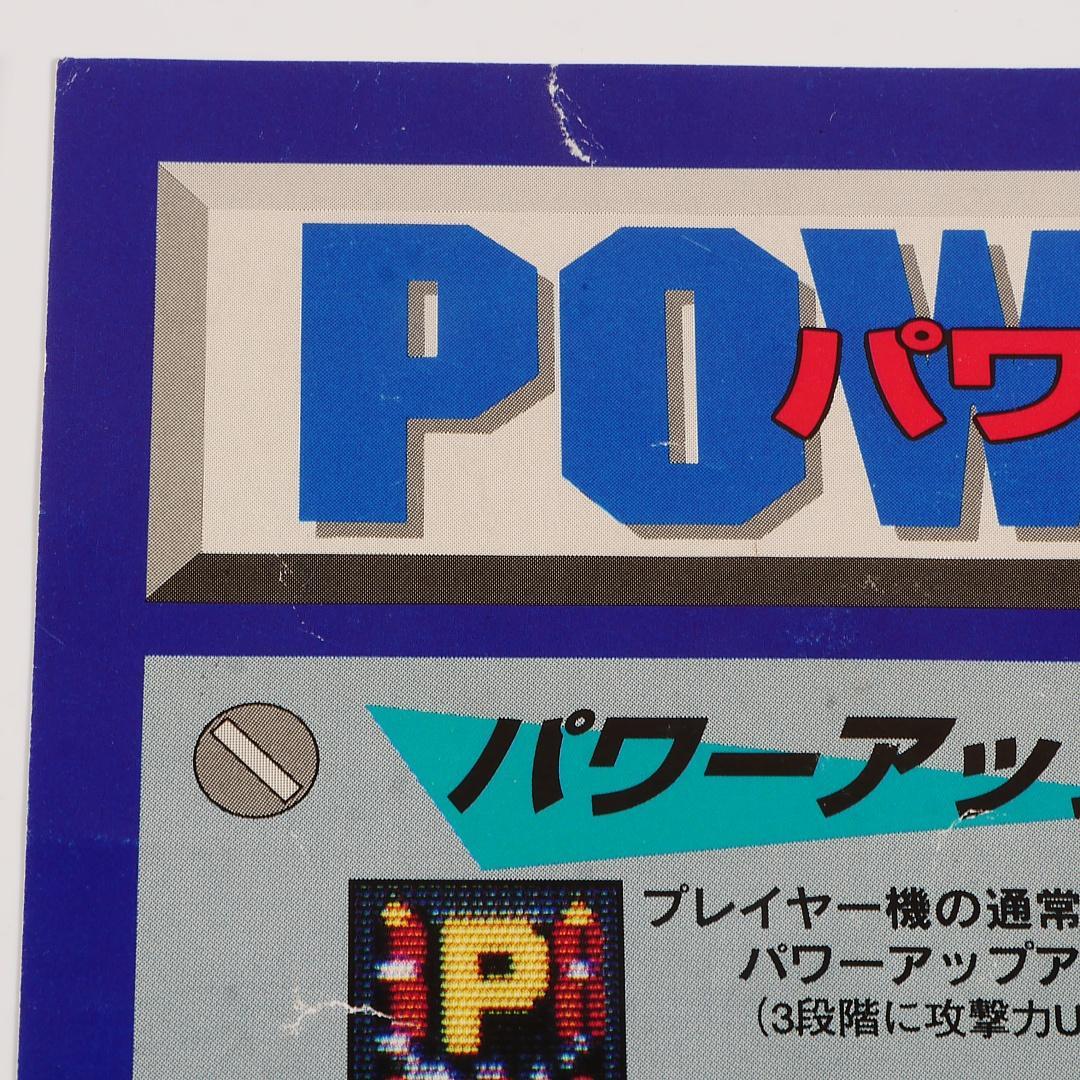 POW
パワ
パワーアッ
P
プレイヤー機の通常
パワーアップア
(3段階に攻撃力U